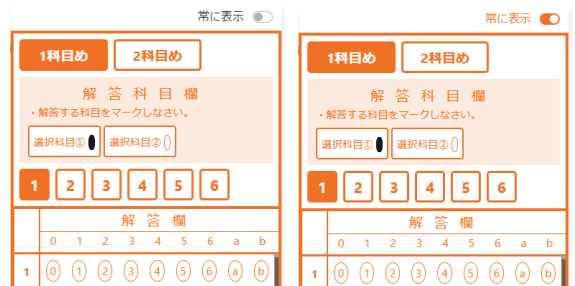 常に表示
1科目め 2科目め
解答科目欄
・解答する科目をマークしなさい。
選択科目① 選択科目②
1 2 3 4 5 6
解答欄
0 1 2 3 4 5 6 a b
1 0 1 2 3 4 5 6 a b
常に表示
1科目め 2科目め
解答科目欄
・解答する科目をマークしなさい。
選択科目① 選択科目②
1 2 3 4 5 6
解答欄
0 1 2 3 4 5 6 a b
1 0 1 2 3 4 5 6 a b